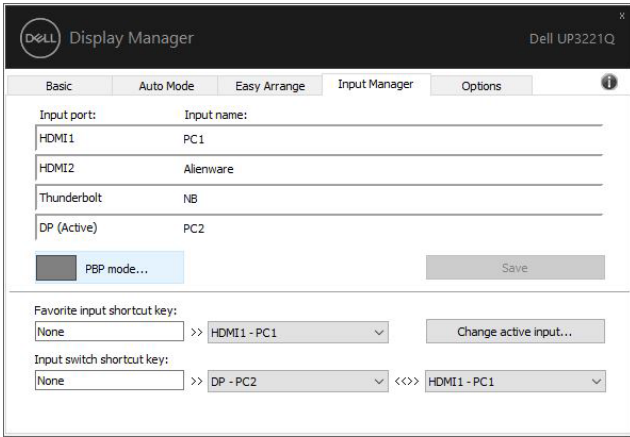 x
DELL Display Manager Dell UP3221Q
Basic Auto Mode Easy Arrange Input Manager Options i
Input port: Input name:
HDMI1 PC1
HDMI2 Alienware
Thunderbolt NB
DP (Active) PC2
PBP mode... Save
Favorite input shortcut key:
None >> HDMI1 - PC1 Change active input...
Input switch shortcut key:
None >> DP - PC2 <<>> HDMI1 - PC1